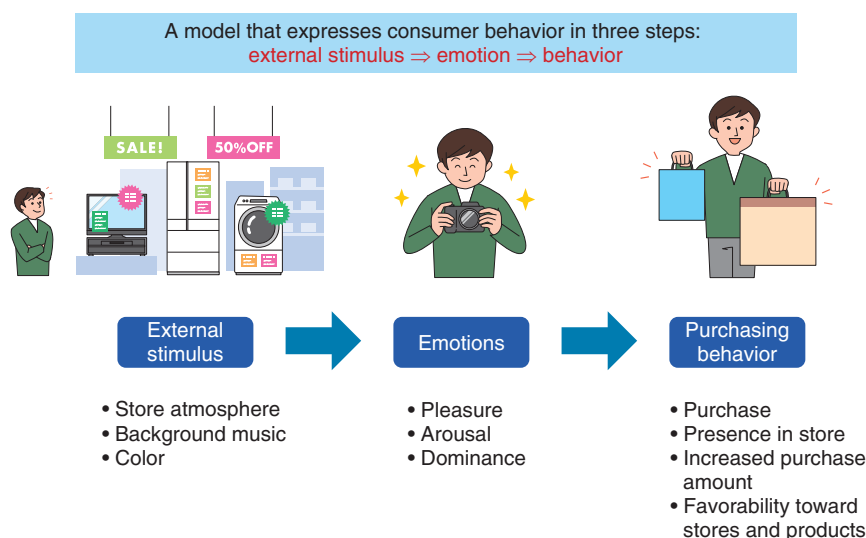 A model that expresses consumer behavior in three steps:
external stimulus ⇒ emotion ⇒ behavior
SALE!
50%OFF
External
stimulus
Emotions
Purchasing
behavior
• Store atmosphere
• Background music
• Color
• Pleasure
• Arousal
• Dominance
• Purchase
• Presence in store
• Increased purchase
amount
• Favorability toward
stores and products